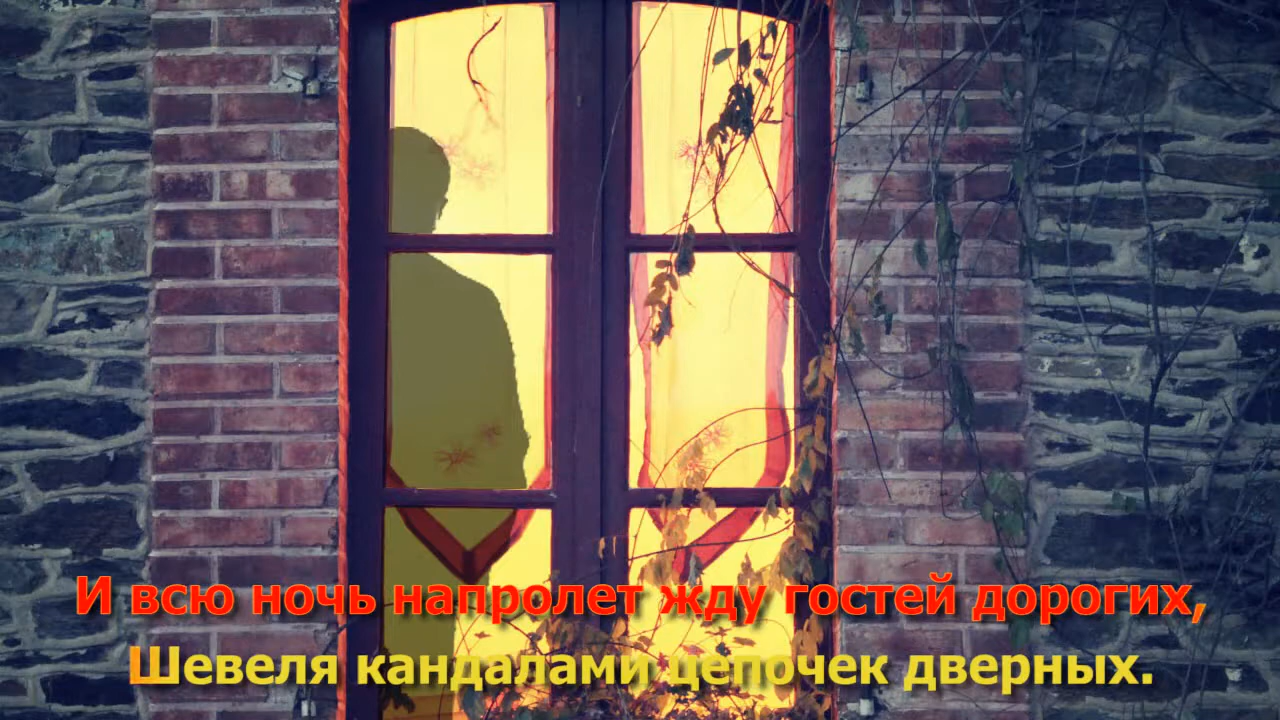 И всю ночь напролет жду гостей дорогих,
Шевеля кандалами цепочек дверных.